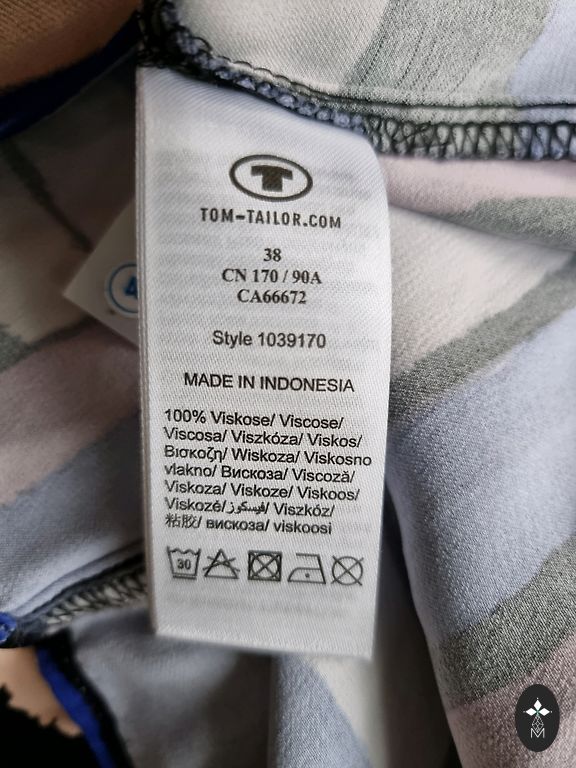 T
TOM-TAILOR.COM
38
CN 170 / 90A
CA66672
Style 1039170
MADE IN INDONESIA
100% Viskose/ Viscose/
Viscosa/ Viszkóza/ Viskos/
Βισκοζη/ Wiskoza/ Viskosno
vlakno/ Вискоза/ Viscoză/
Viskoza/ Viskoze/ Viskoos/
Viskozė/فيسكوز/ Viszkóz/
粘胶/ вискоза/ viskoosi
30
M